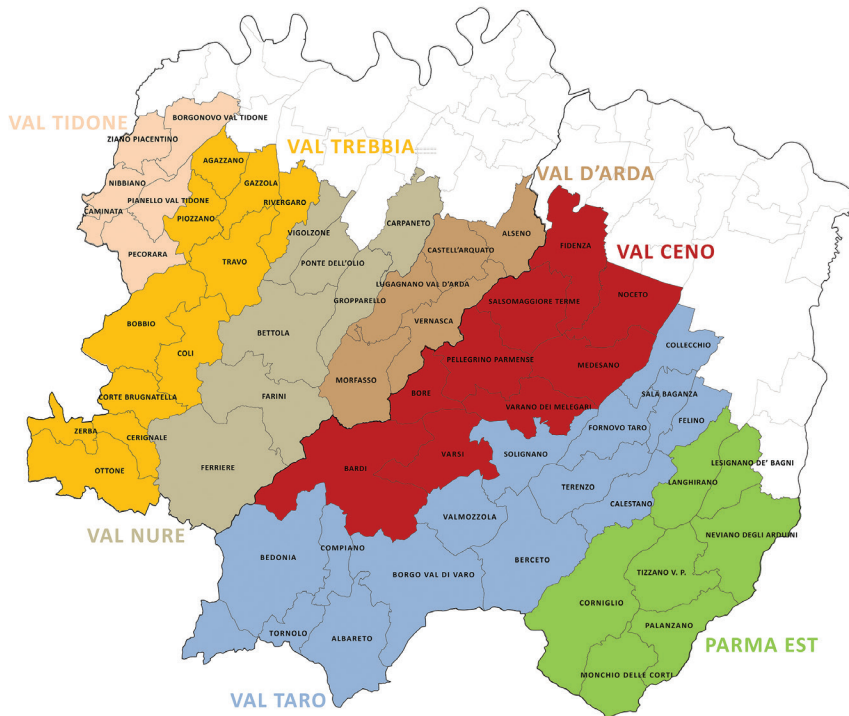 VAL TIDONE
BORGONOVO VAL TIDONE
ZIANO PIACENTINO
NIBBIANO
PIANELLO VAL TIDONE
CAMINATA
PECORARA
VAL TREBBIA
AGAZZANO
GAZZOLA
RIVERGARO
PIOZZANO
TRAVO
BOBBIO
COLI
CORTE BRUGNATELLA
ZERBA
CERIGNALE
OTTONE
VAL NURE
CARPANETO
VIGOLZONE
PONTE DELL'OLIO
GROPPARELLO
BETTOLA
FARINI
FERRIERE
VAL D'ARDA
ALSENO
CASTELL'ARQUATO
LUGAGNANO VAL D'ARDA
VERNASCA
MORFASSO
VAL CENO
FIDENZA
SALSOMAGGIORE TERME
NOCETO
PELLEGRINO PARMENSE
MEDESANO
BORE
VARANO DEI MELEGARI
VARSI
BARDI
VAL TARO
COLLECCHIO
SALA BAGANZA
FELINO
FORNOVO TARO
SOLIGNANO
TERENZO
CALESTANO
VALMOZZOLA
BERCETO
BEDONIA
COMPIANO
BORGO VAL DI VARO
TORNOLO
ALBARETO
PARMA EST
LESIGNANO DE' BAGNI
LANGHIRANO
NEVIANO DEGLI ARDUINI
TIZZANO V. P.
CORNIGLIO
PALANZANO
MONCHIO DELLE CORTI